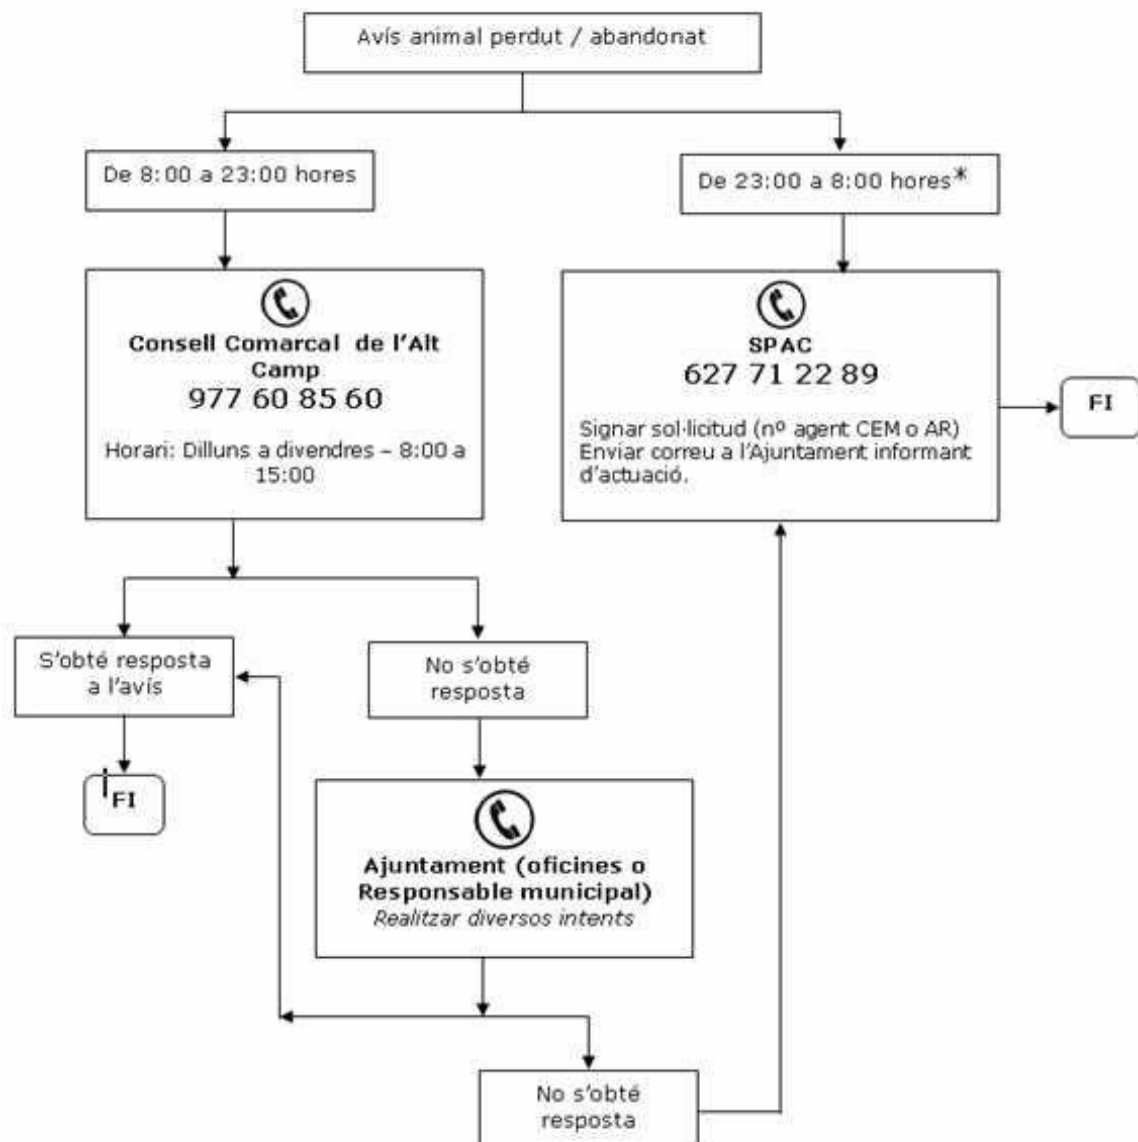 Avís animal perdut / abandonat
De 8:00 a 23:00 hores
De 23:00 a 8:00 hores*
Consell Comarcal de l'Alt
Camp
977 60 85 60
Horari: Dilluns a divendres – 8:00 a
15:00
SPAC
627 71 22 89
Signar sol·licitud (nº agent CEM o AR)
Enviar correu a l'Ajuntament informant
d'actuació.
FI
S'obté resposta
a l'avís
No s'obté
resposta
FI
Ajuntament (oficines o
Responsable municipal)
Realitzar diversos intents
No s'obté
resposta